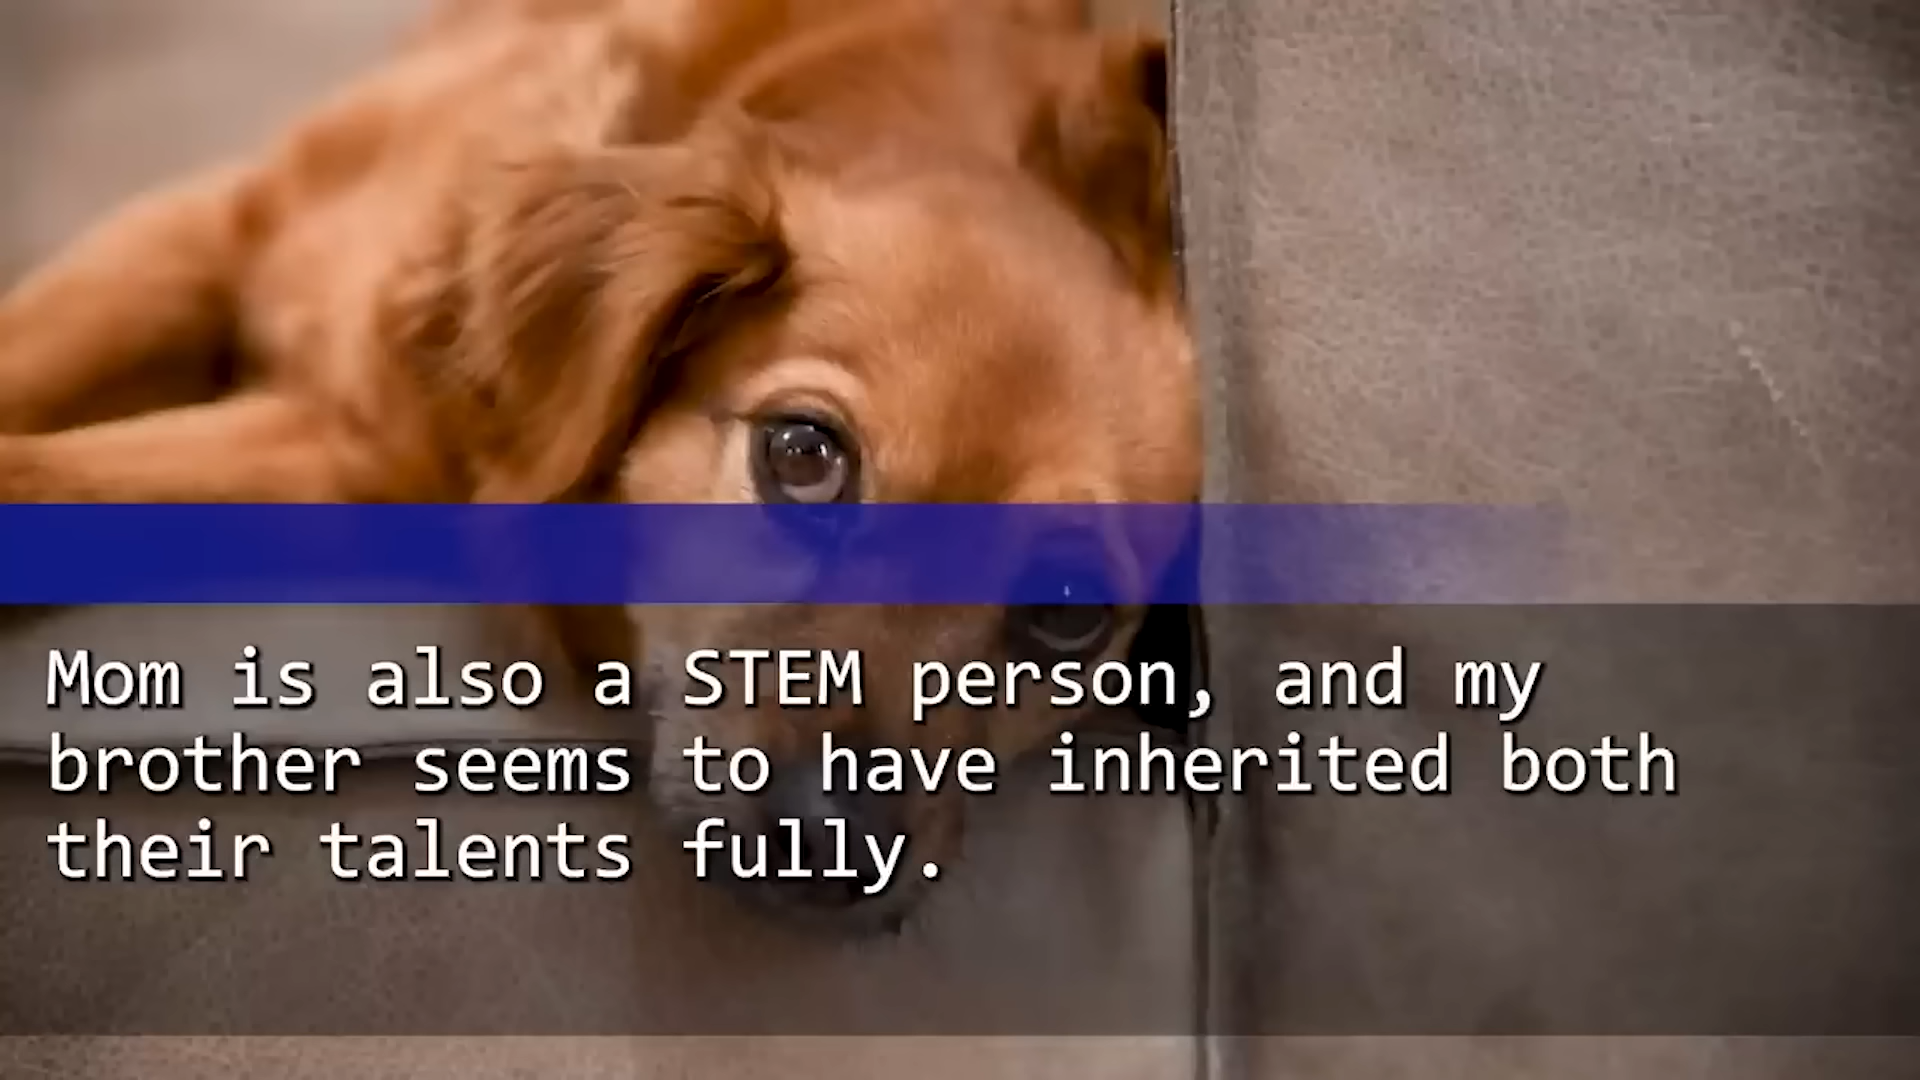 Mom is also a STEM person, and my
brother seems to have inherited both
their talents fully.